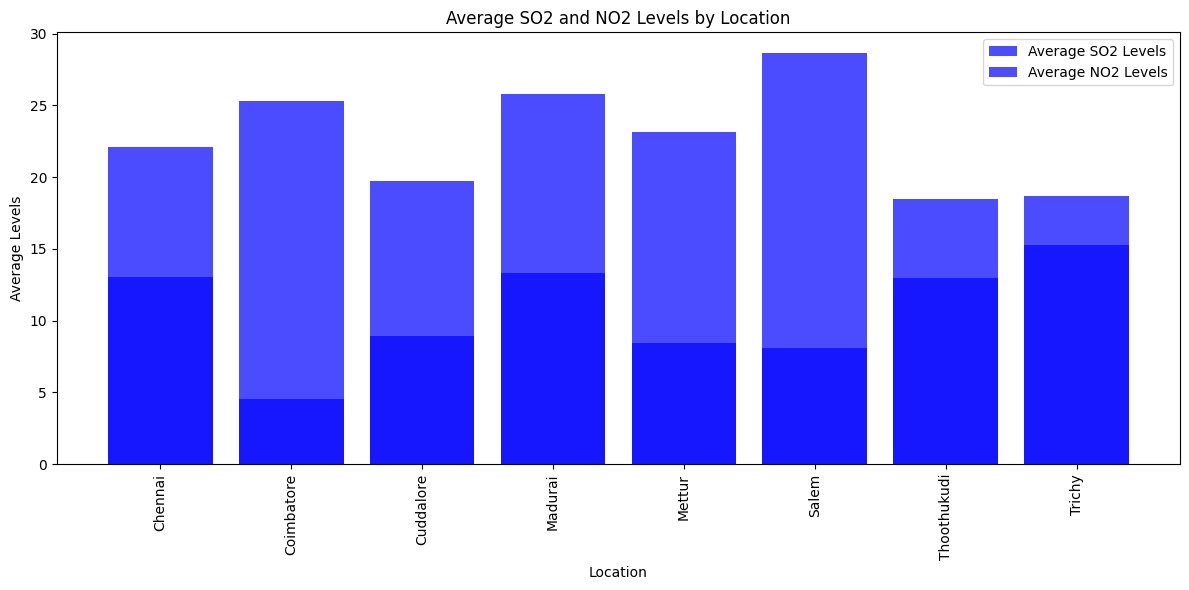 Average SO2 and NO2 Levels by Location
Average SO2 Levels
Average NO2 Levels
30
25
20
15
10
5
0
Average Levels
Chennai
Coimbatore
Cuddalore
Madurai
Mettur
Salem
Thoothukudi
Trichy
Location